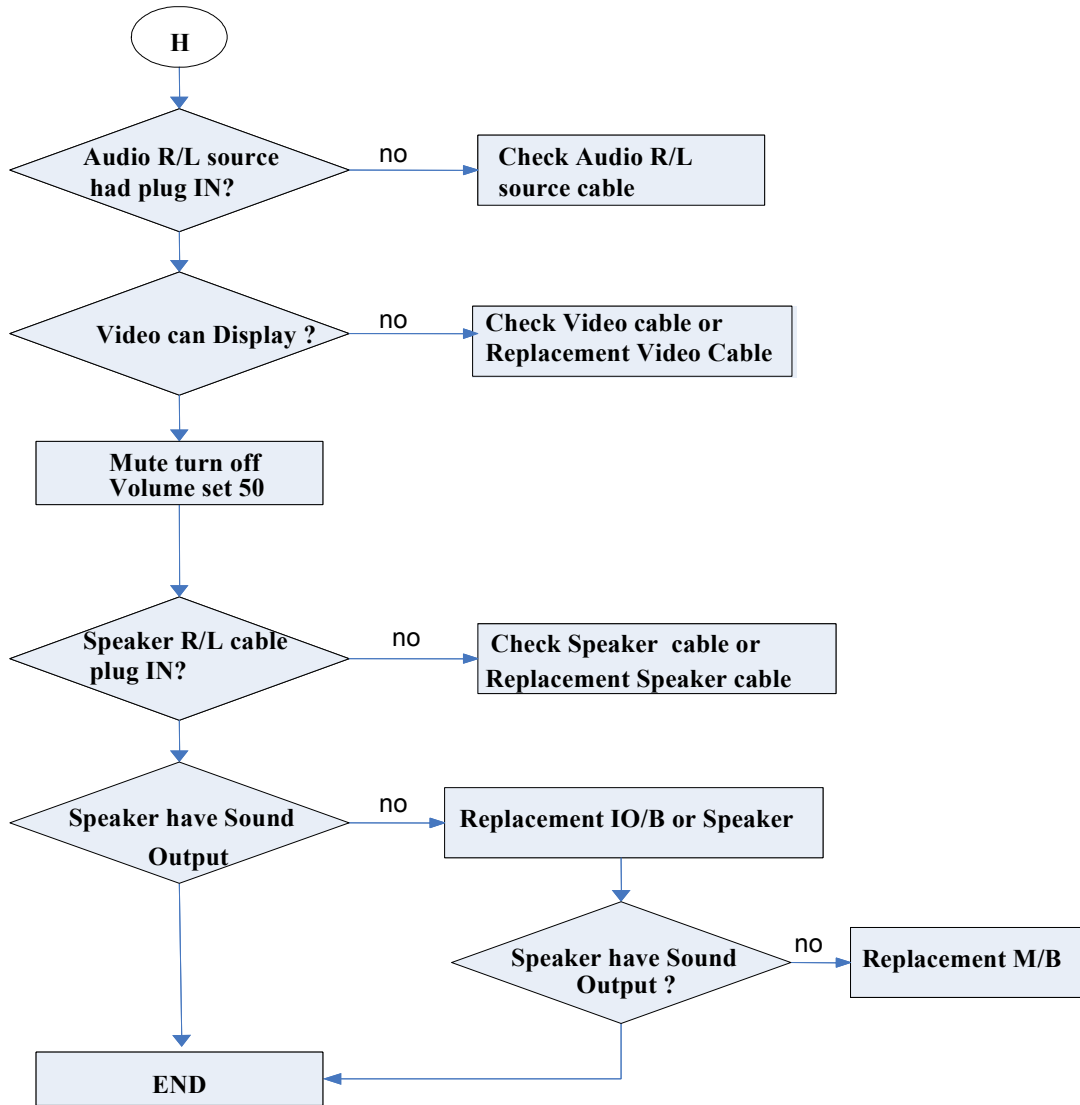 H
Audio R/L source
had plug IN?
no
Check Audio R/L
source cable
Video can Display ?
no
Check Video cable or
Replacement Video Cable
Mute turn off
Volume set 50
Speaker R/L cable
plug IN?
no
Check Speaker cable or
Replacement Speaker cable
Speaker have Sound
Output
no
Replacement IO/B or Speaker
Speaker have Sound
Output ?
no
Replacement M/B
END